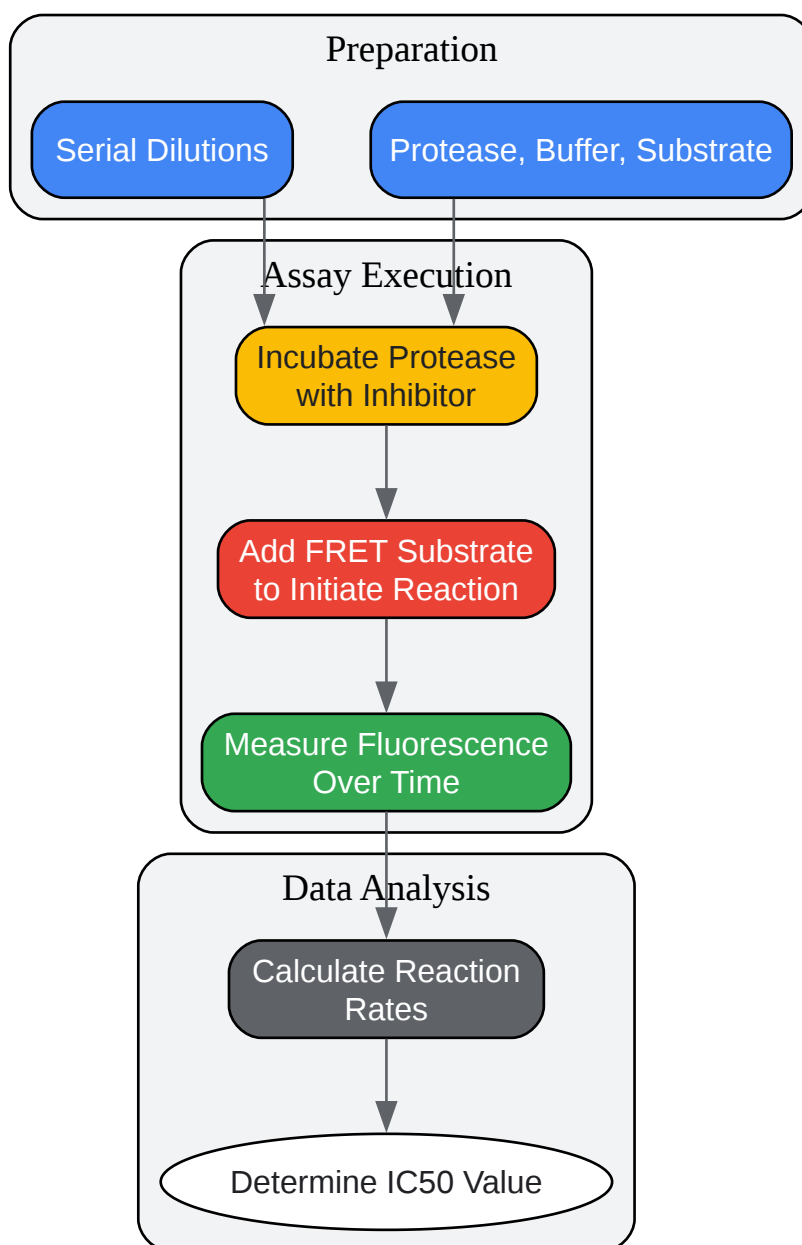 Preparation
Serial Dilutions
Protease, Buffer, Substrate
Assay Execution
Incubate Protease
with Inhibitor
Add FRET Substrate
to Initiate Reaction
Measure Fluorescence
Over Time
Data Analysis
Calculate Reaction
Rates
Determine IC50 Value